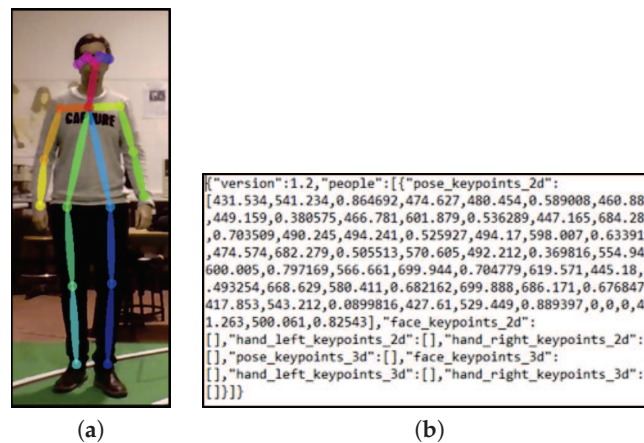 CAPTURE
{"version":1.2,"people":[{"pose_keypoints_2d":
[431.534,541.234,0.864692,474.627,480.454,0.589008,460.88
,449.159,0.380575,466.781,601.879,0.536289,447.165,684.28
,0.703509,490.245,494.241,0.525927,494.17,598.007,0.63391
,474.574,682.279,0.505513,570.605,492.212,0.369816,554.94
600.005,0.797169,566.661,699.944,0.704779,619.571,445.18,
.493254,668.629,580.411,0.682162,699.888,686.171,0.676847
417.853,543.212,0.0899816,427.61,529.449,0.889397,0,0,0,4
1.263,500.061,0.82543],"face_keypoints_2d":
[],"hand_left_keypoints_2d":[],"hand_right_keypoints_2d":
[],"pose_keypoints_3d":[],"face_keypoints_3d":
[],"hand_left_keypoints_3d":[],"hand_right_keypoints_3d":
[]}]}
(a)
(b)